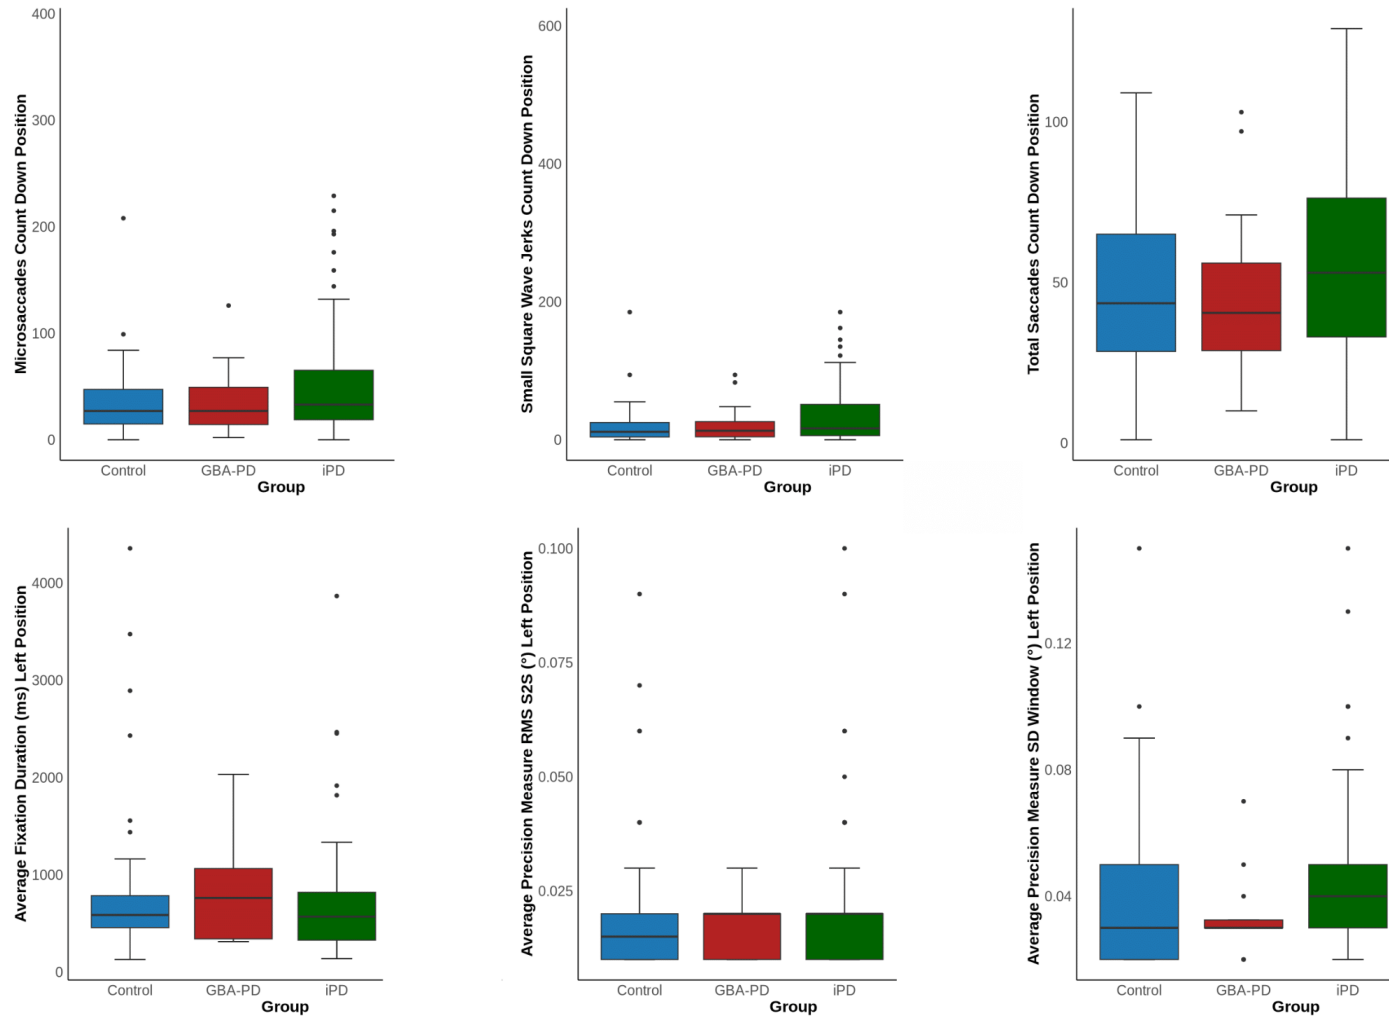 Microsaccades Count Down Position
400
300
200
100
0
Control GBA-PD iPD
Group
Small Square Wave Jerks Count Down Position
600
400
200
0
Control GBA-PD iPD
Group
Total Saccades Count Down Position
100
50
0
Control GBA-PD iPD
Group
Average Fixation Duration (ms) Left Position
4000
3000
2000
1000
0
Control GBA-PD iPD
Group
Average Precision Measure RMS S2S (°) Left Position
0.100
0.075
0.050
0.025
Control GBA-PD iPD
Group
Average Precision Measure SD Window (°) Left Position
0.12
0.08
0.04
Control GBA-PD iPD
Group